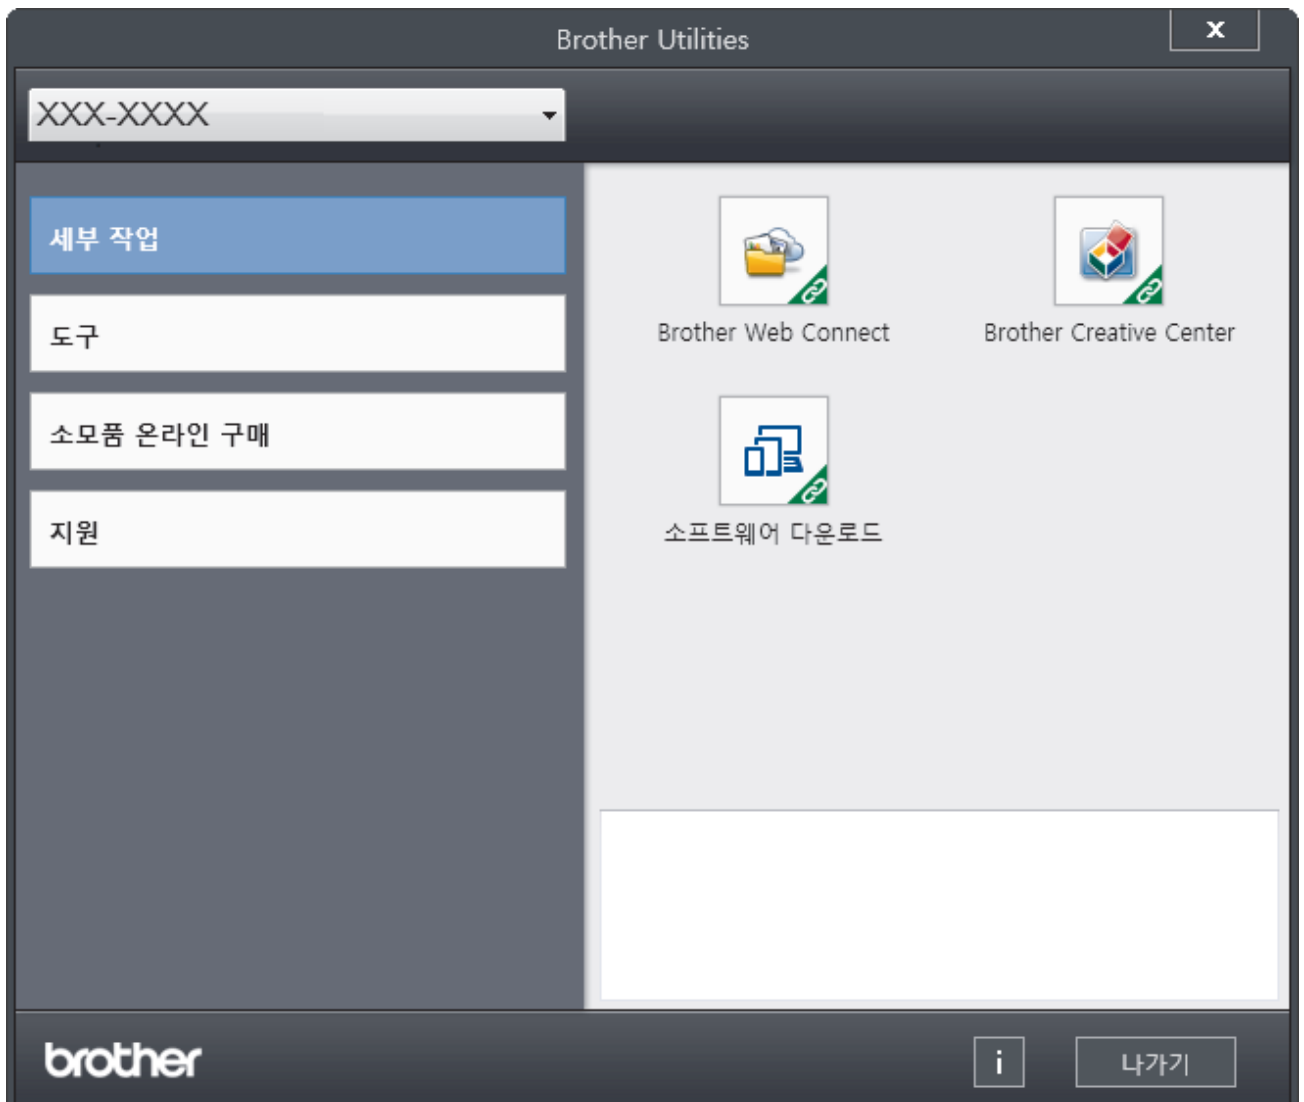 Brother Utilities
x
XXX-XXXX
세부 작업
도구
소모품 온라인 구매
지원
Brother Web Connect
Brother Creative Center
소프트웨어 다운로드
brother
i
나가기